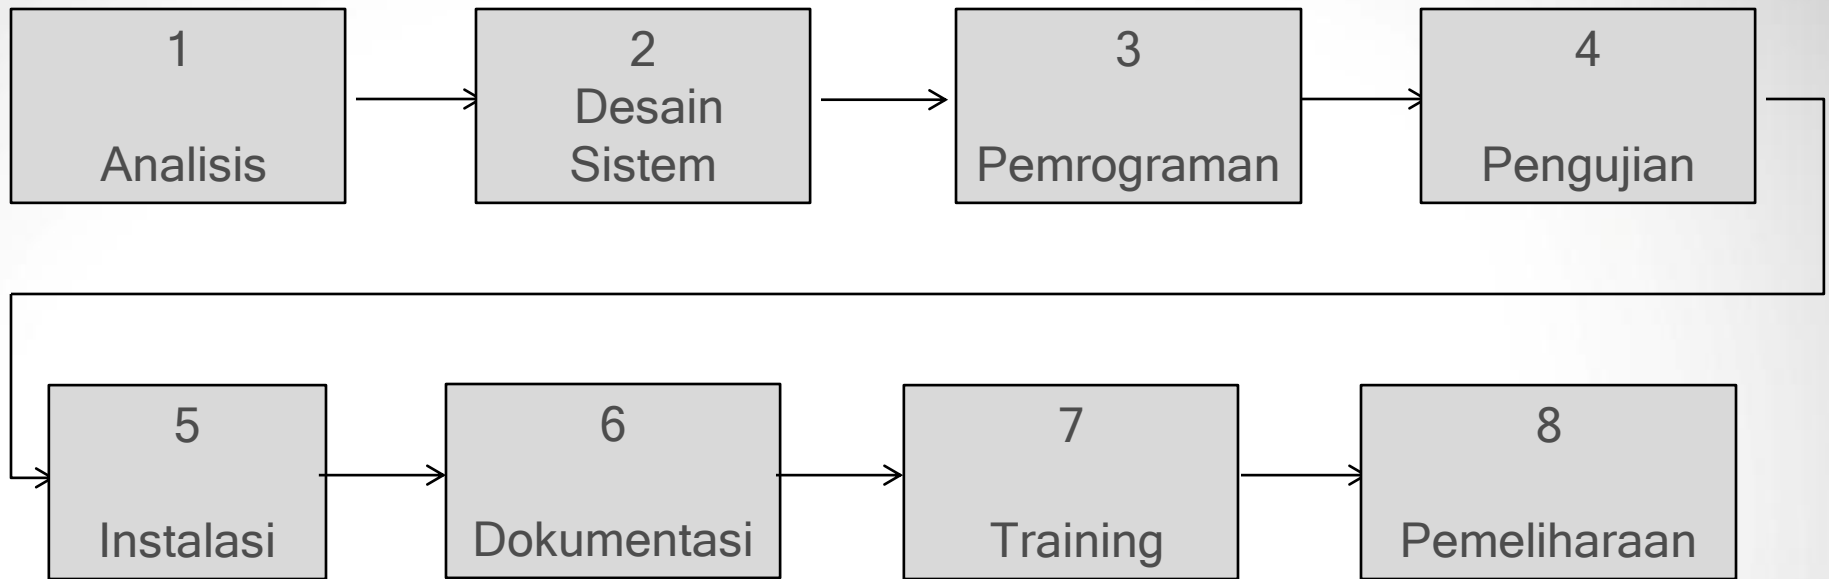 1
Analisis
2
Desain
Sistem
3
Pemrograman
4
Pengujian
5
Instalasi
6
Dokumentasi
7
Training
8
Pemeliharaan